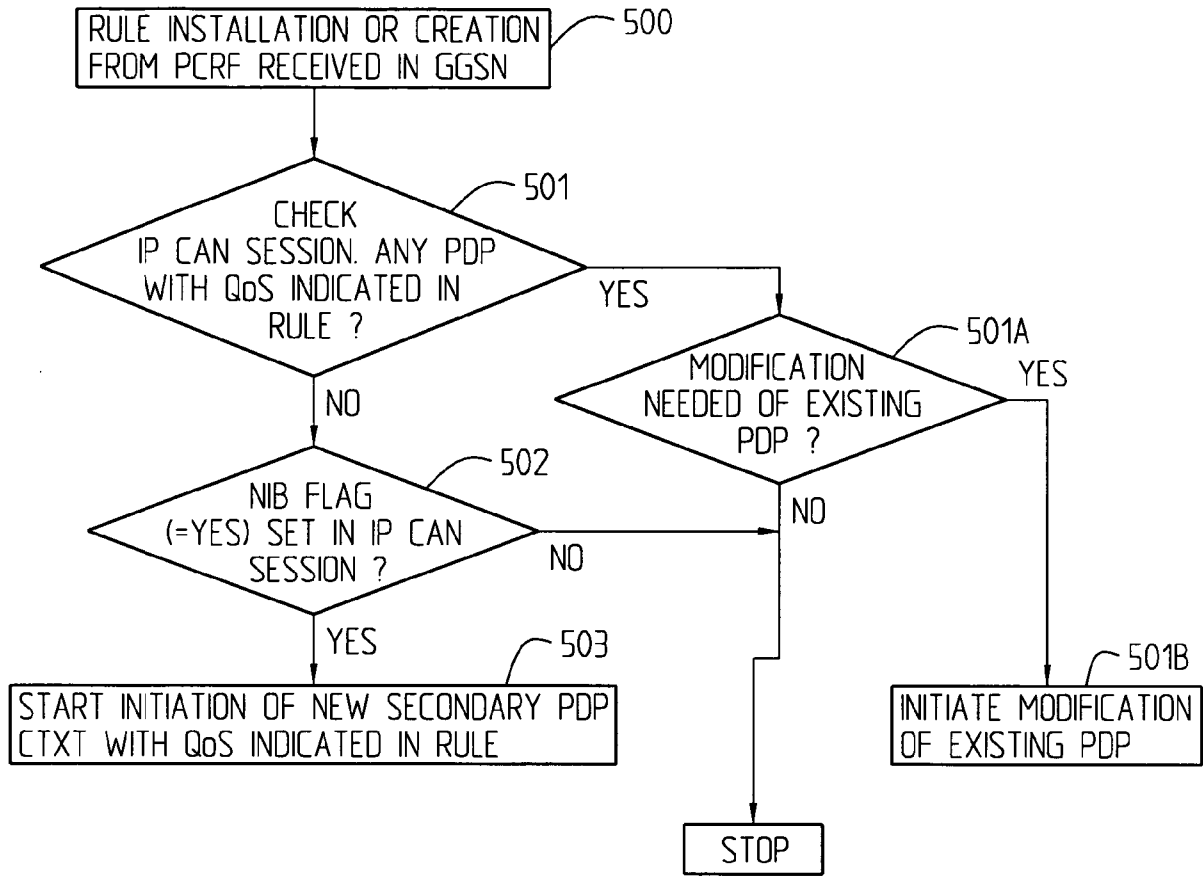 RULE INSTALLATION OR CREATION
FROM PCRF RECEIVED IN GGSN
500
CHECK
IP CAN SESSION. ANY PDP
WITH QoS INDICATED IN
RULE ?
501
YES
NO
MODIFICATION
NEEDED OF EXISTING
PDP ?
501A
YES
NO
NIB FLAG
(=YES) SET IN IP CAN
SESSION ?
502
NO
YES
START INITIATION OF NEW SECONDARY PDP
CTXT WITH QoS INDICATED IN RULE
503
INITIATE MODIFICATION
OF EXISTING PDP
501B
STOP